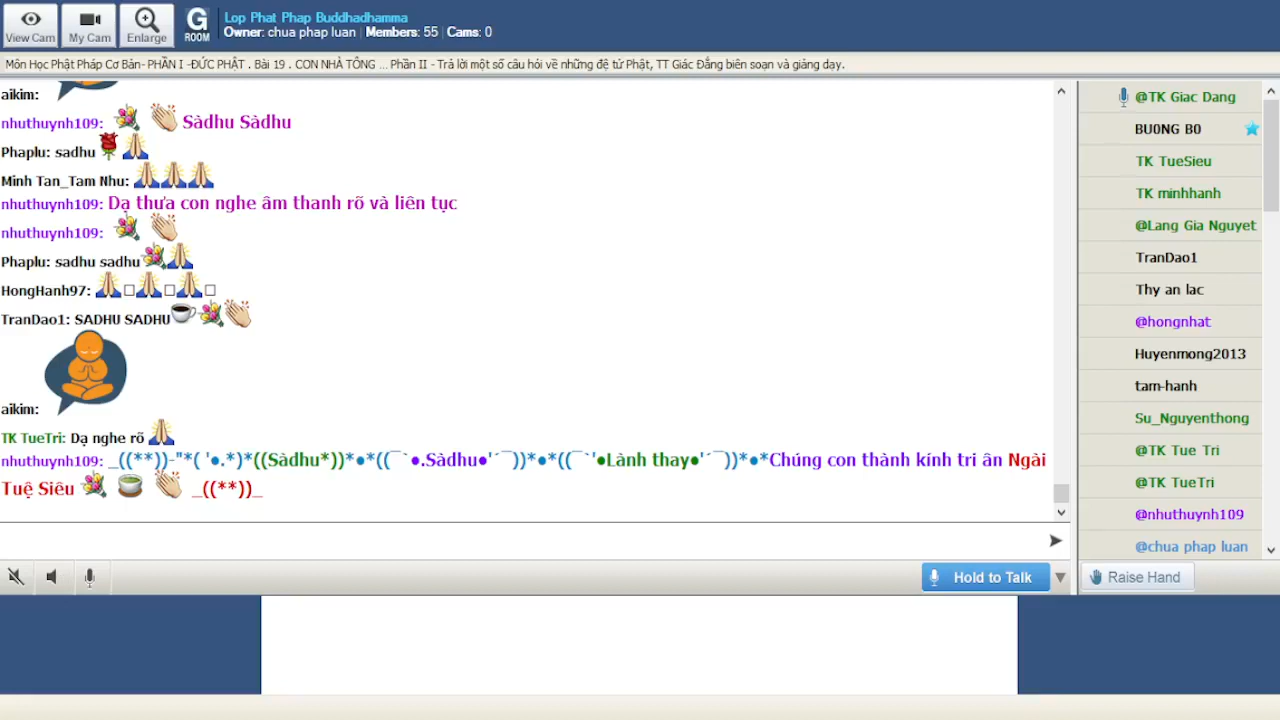 View Cam
My Cam
Enlarge
G
ROOM
Lop Phat Phap Buddhadhamma
Owner: chua phap luan | Members: 55 | Cams: 0
Môn Học Phật Pháp Cơ Bản- PHẦN I -ĐỨC PHẬT . Bài 19 . CON NHÀ TÔNG ... Phần II - Trả lời một số câu hỏi về những đệ tử Phật, TT Giác Đẳng biên soạn và giảng dạy.
aikim:
nhuthuynh109: Sàdhu Sàdhu
Phaplu: sadhu
Minh Tan_Tam Nhu:
nhuthuynh109: Dạ thưa con nghe âm thanh rõ và liên tục
nhuthuynh109:
Phaplu: sadhu sadhu
HongHanh97:
TranDao1: SADHU SADHU
aikim:
TK TueTri: Dạ nghe rõ
nhuthuynh109: _((**))-"*( '●.*)*((Sàdhu*))*●*((¯`●.Sàdhu●'´¯))*●*((¯`'●Lành thay●'´¯))*●*Chúng con thành kính tri ân Ngài
Tuệ Siêu _((**))_
Hold to Talk
@TK Giac Dang
BU0NG B0
TK TueSieu
TK minhhanh
@Lang Gia Nguyet
TranDao1
Thy an lac
@hongnhat
Huyenmong2013
tam-hanh
Su_Nguyenthong
@TK Tue Tri
@TK TueTri
@nhuthuynh109
@chua phap luan
Raise Hand